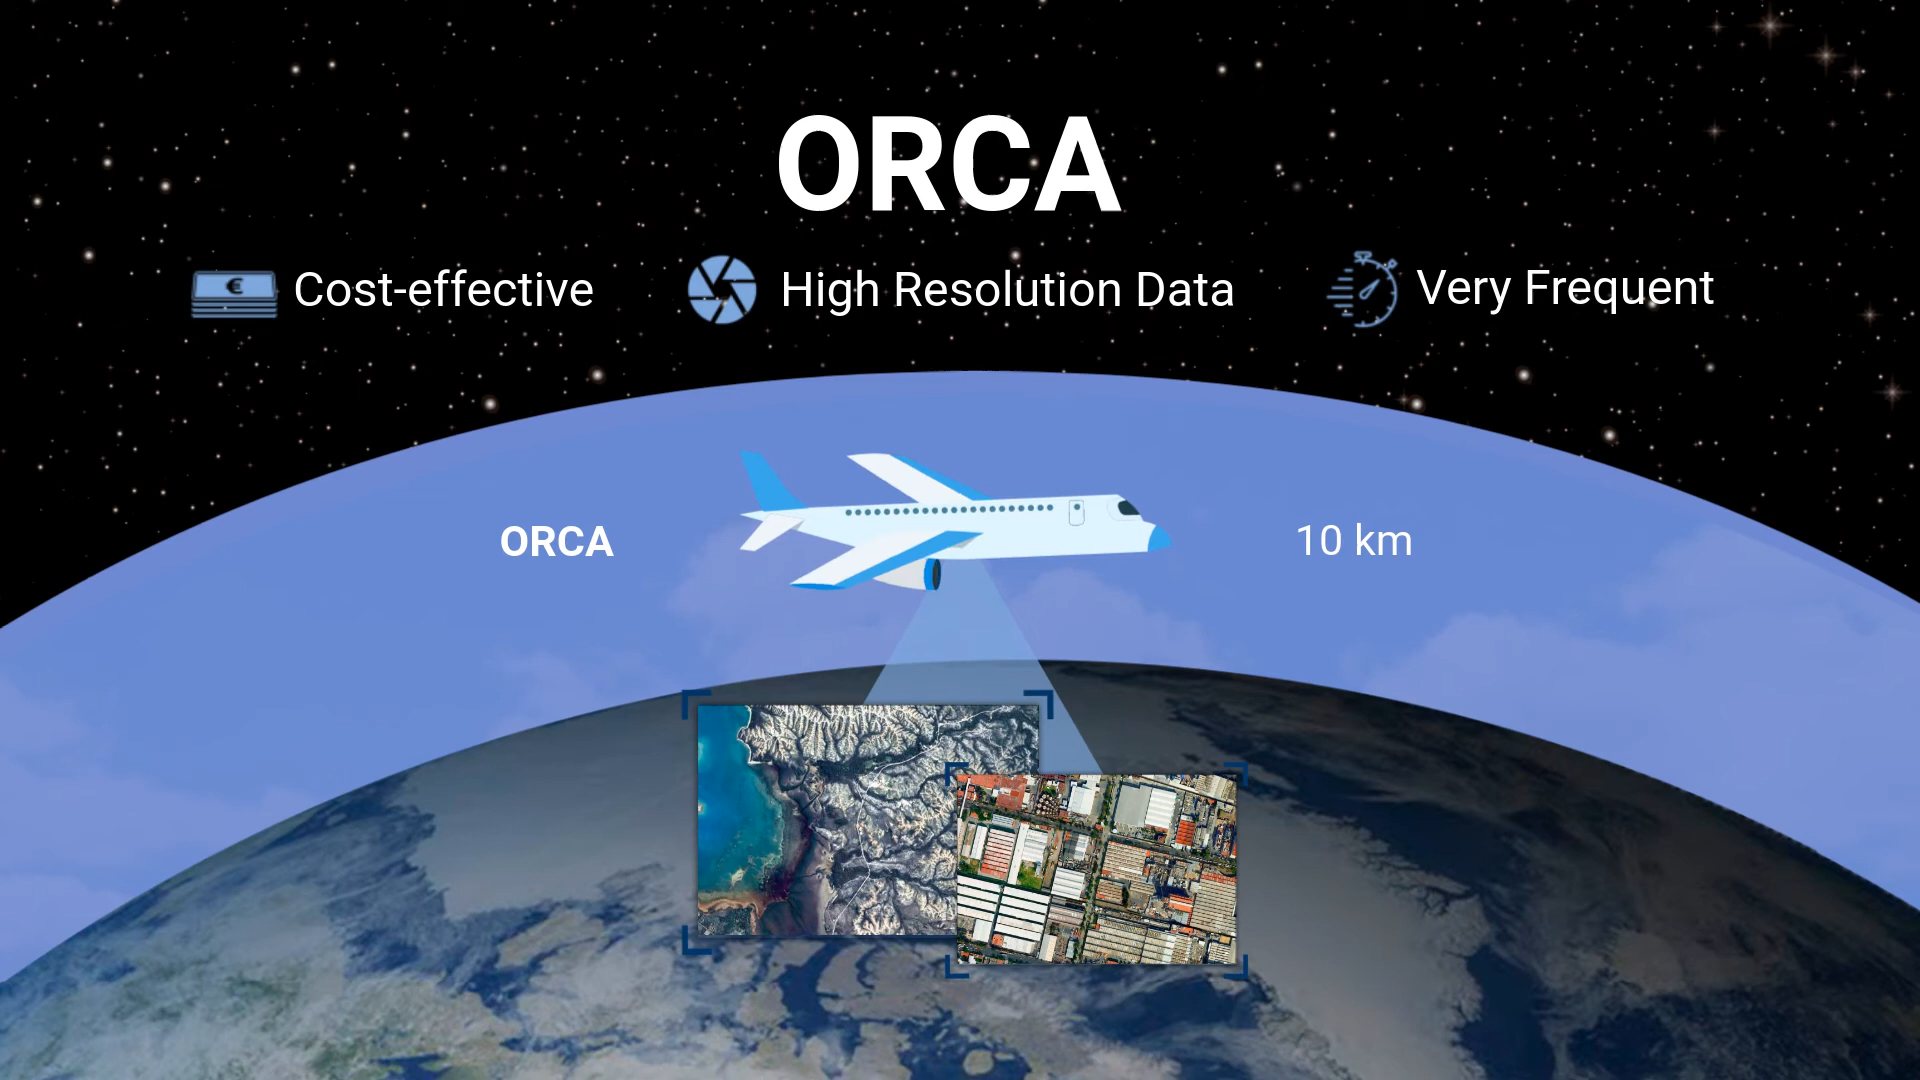 ORCA
€ Cost-effective
High Resolution Data
Very Frequent
ORCA
10 km